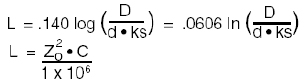 L = .140 log (D/d•ks) = .0606 ln (D/d•ks)
L = Z₀²•C/1 x 10⁶